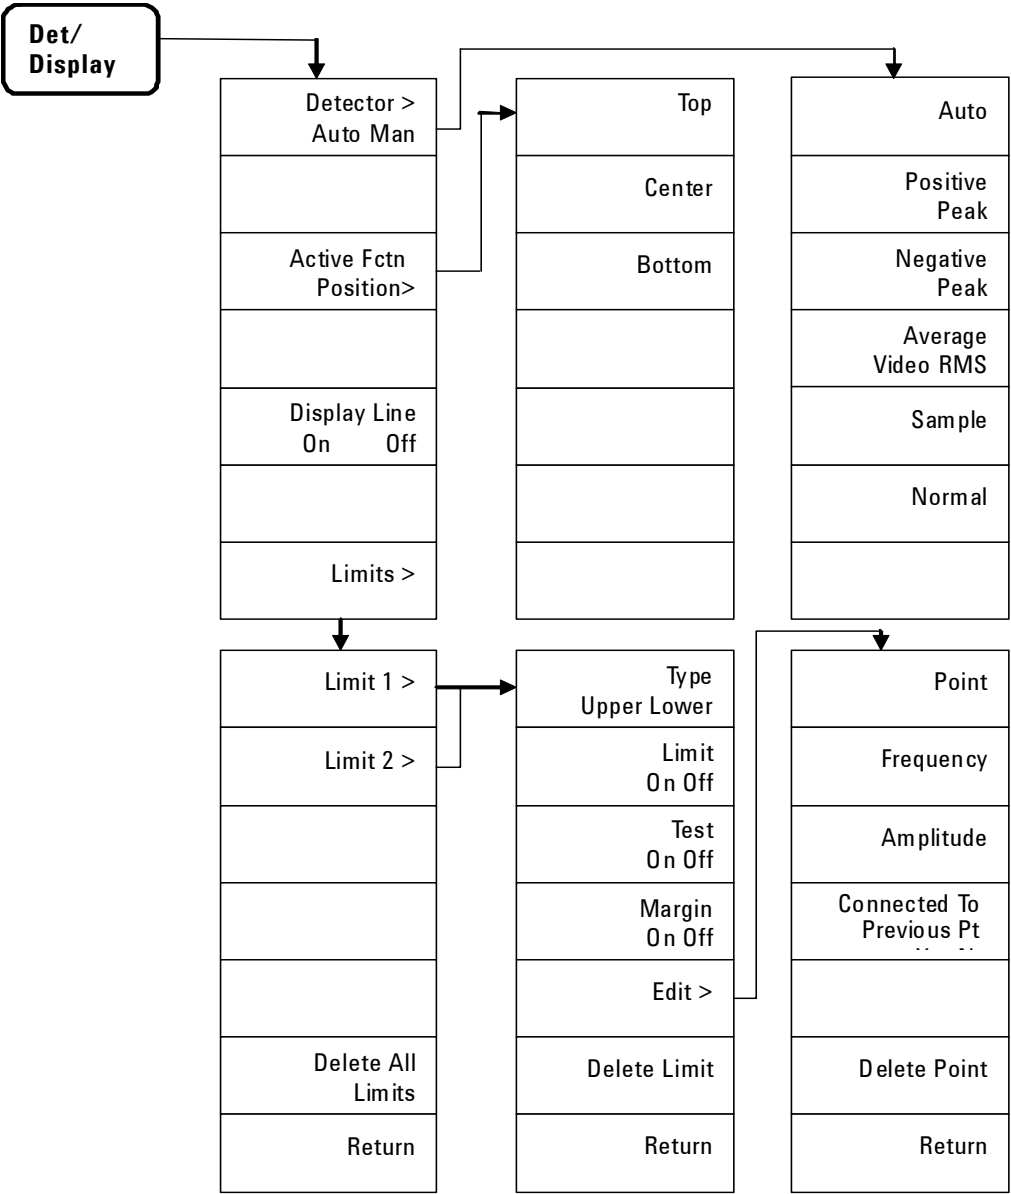 Det/
Display
Detector >
Auto Man
Active Fctn
Position>
Display Line
On Off
Limits >
Top
Center
Bottom
Auto
Positive
Peak
Negative
Peak
Average
Video RMS
Sample
Normal
Limit 1 >
Limit 2 >
Delete All
Limits
Return
Type
Upper Lower
Limit
On Off
Test
On Off
Margin
On Off
Edit >
Delete Limit
Return
Point
Frequency
Amplitude
Connected To
Previous Pt
Delete Point
Return